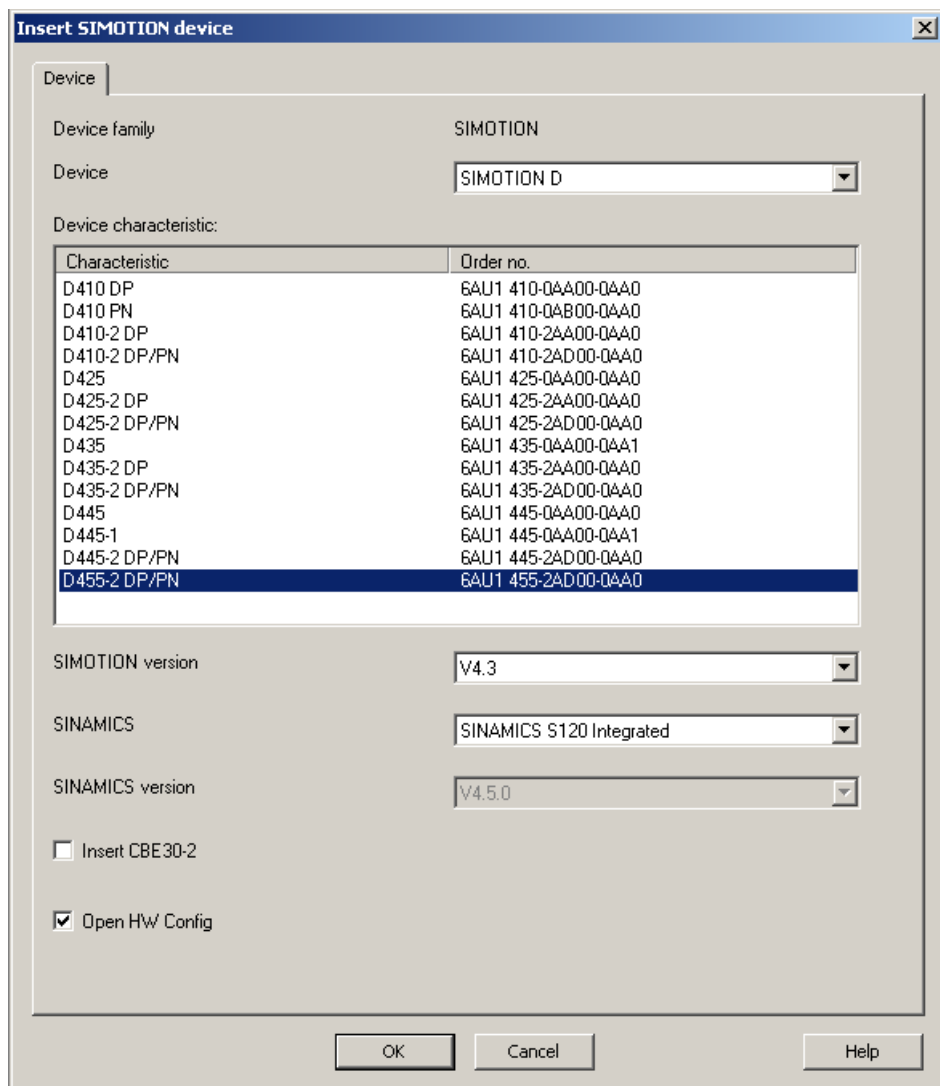 Insert SIMOTION device
Device
Device family SIMOTION
Device SIMOTION D
Device characteristic:
Characteristic Order no.
D410 DP 6AU1 410-0AA00-0AA0
D410 PN 6AU1 410-0AB00-0AA0
D410-2 DP 6AU1 410-2AA00-0AA0
D410-2 DP/PN 6AU1 410-2AD00-0AA0
D425 6AU1 425-0AA00-0AA0
D425-2 DP 6AU1 425-2AA00-0AA0
D425-2 DP/PN 6AU1 425-2AD00-0AA0
D435 6AU1 435-0AA00-0AA1
D435-2 DP 6AU1 435-2AA00-0AA0
D435-2 DP/PN 6AU1 435-2AD00-0AA0
D445 6AU1 445-0AA00-0AA0
D445-1 6AU1 445-0AA00-0AA1
D445-2 DP/PN 6AU1 445-2AD00-0AA0
D455-2 DP/PN 6AU1 455-2AD00-0AA0
SIMOTION version V4.3
SINAMICS SINAMICS S120 Integrated
SINAMICS version V4.5.0
Insert CBE30-2
Open HW Config
OK Cancel Help